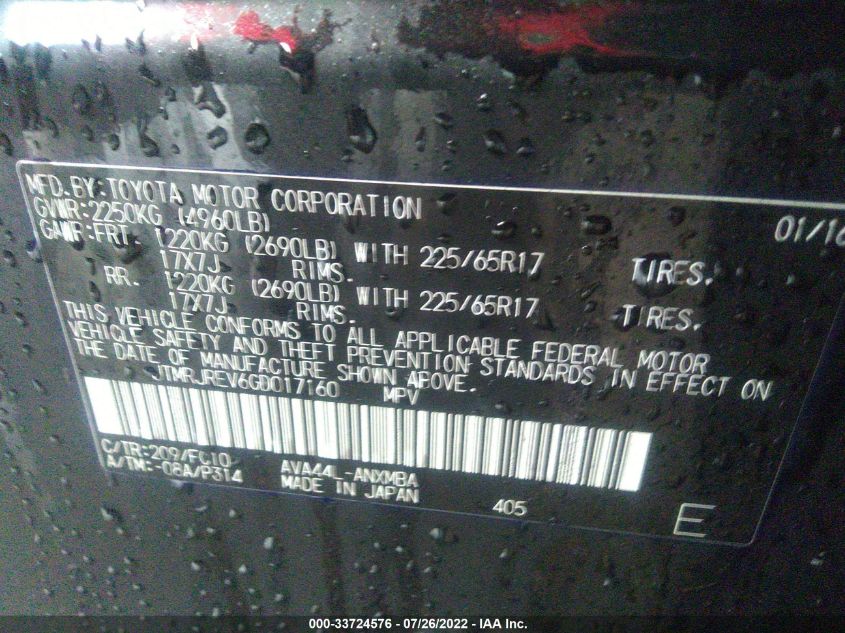 MFD. BY: TOYOTA MOTOR CORPORATION 01/16
GVWR: 2250KG (4960LB)
GAWR: FRT. 1220KG (2690LB) WITH 225/65R17 TIRES.
17X7J RIMS.
RR. 1220KG (2690LB) WITH 225/65R17 TIRES.
17X7J RIMS.
THIS VEHICLE CONFORMS TO ALL APPLICABLE FEDERAL MOTOR
VEHICLE SAFETY AND THEFT PREVENTION STANDARDS IN EFFECT ON
THE DATE OF MANUFACTURE SHOWN ABOVE.
JTMRJREV6GD017160 MPV
C/TR: 209/FC10 AVA44L-ANXMBA
A/TM: -08A/P314 MADE IN JAPAN 405 E
000-33724576 - 07/26/2022 - IAA Inc.